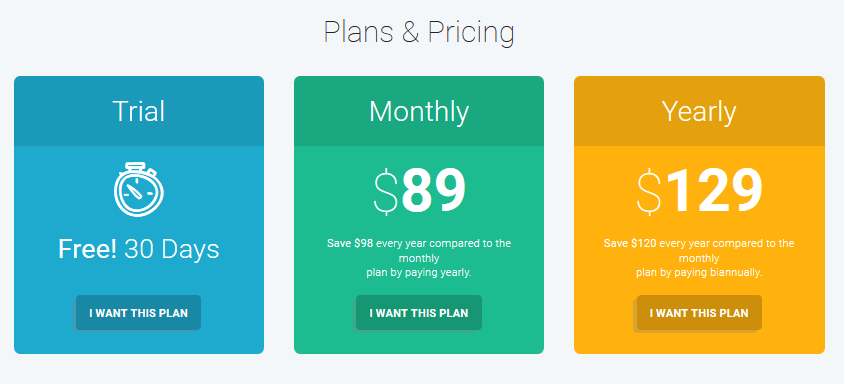 Plans & Pricing
Trial
Free! 30 Days
I WANT THIS PLAN
Monthly
$89
Save $98 every year compared to the
monthly
plan by paying yearly.
I WANT THIS PLAN
Yearly
$129
Save $120 every year compared to the
monthly
plan by paying biannually.
I WANT THIS PLAN